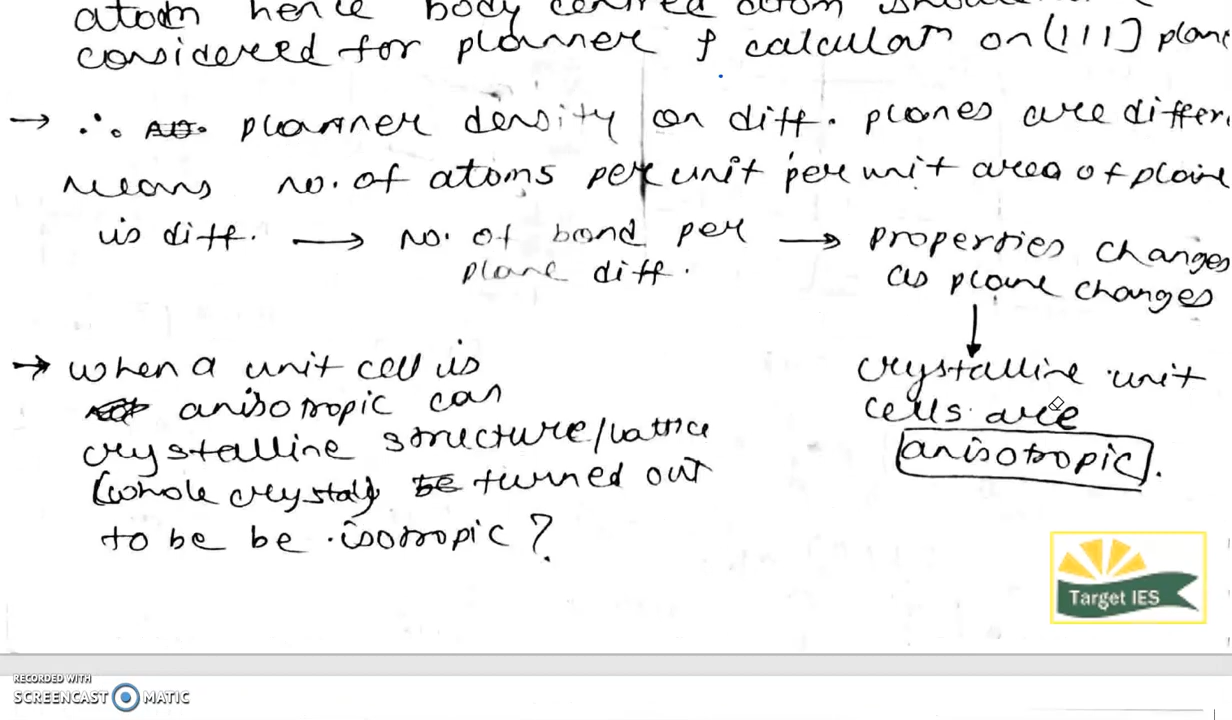 atom hence body centred atom
considered for planner f calculatn on (111] plane
→ ∴ planner density on diff. planes are differ
means no. of atoms per unit per unit area of plane
is diff. → no. of bond per → properties changes
plane diff. as plane changes
→ when a unit cell is crystalline unit
anisotropic can cells are
crystalline structure/lattice anisotropic.
(whole crystal) be turned out
to be be isotropic ?
Target IES
RECORDED WITH
SCREENCAST MATIC